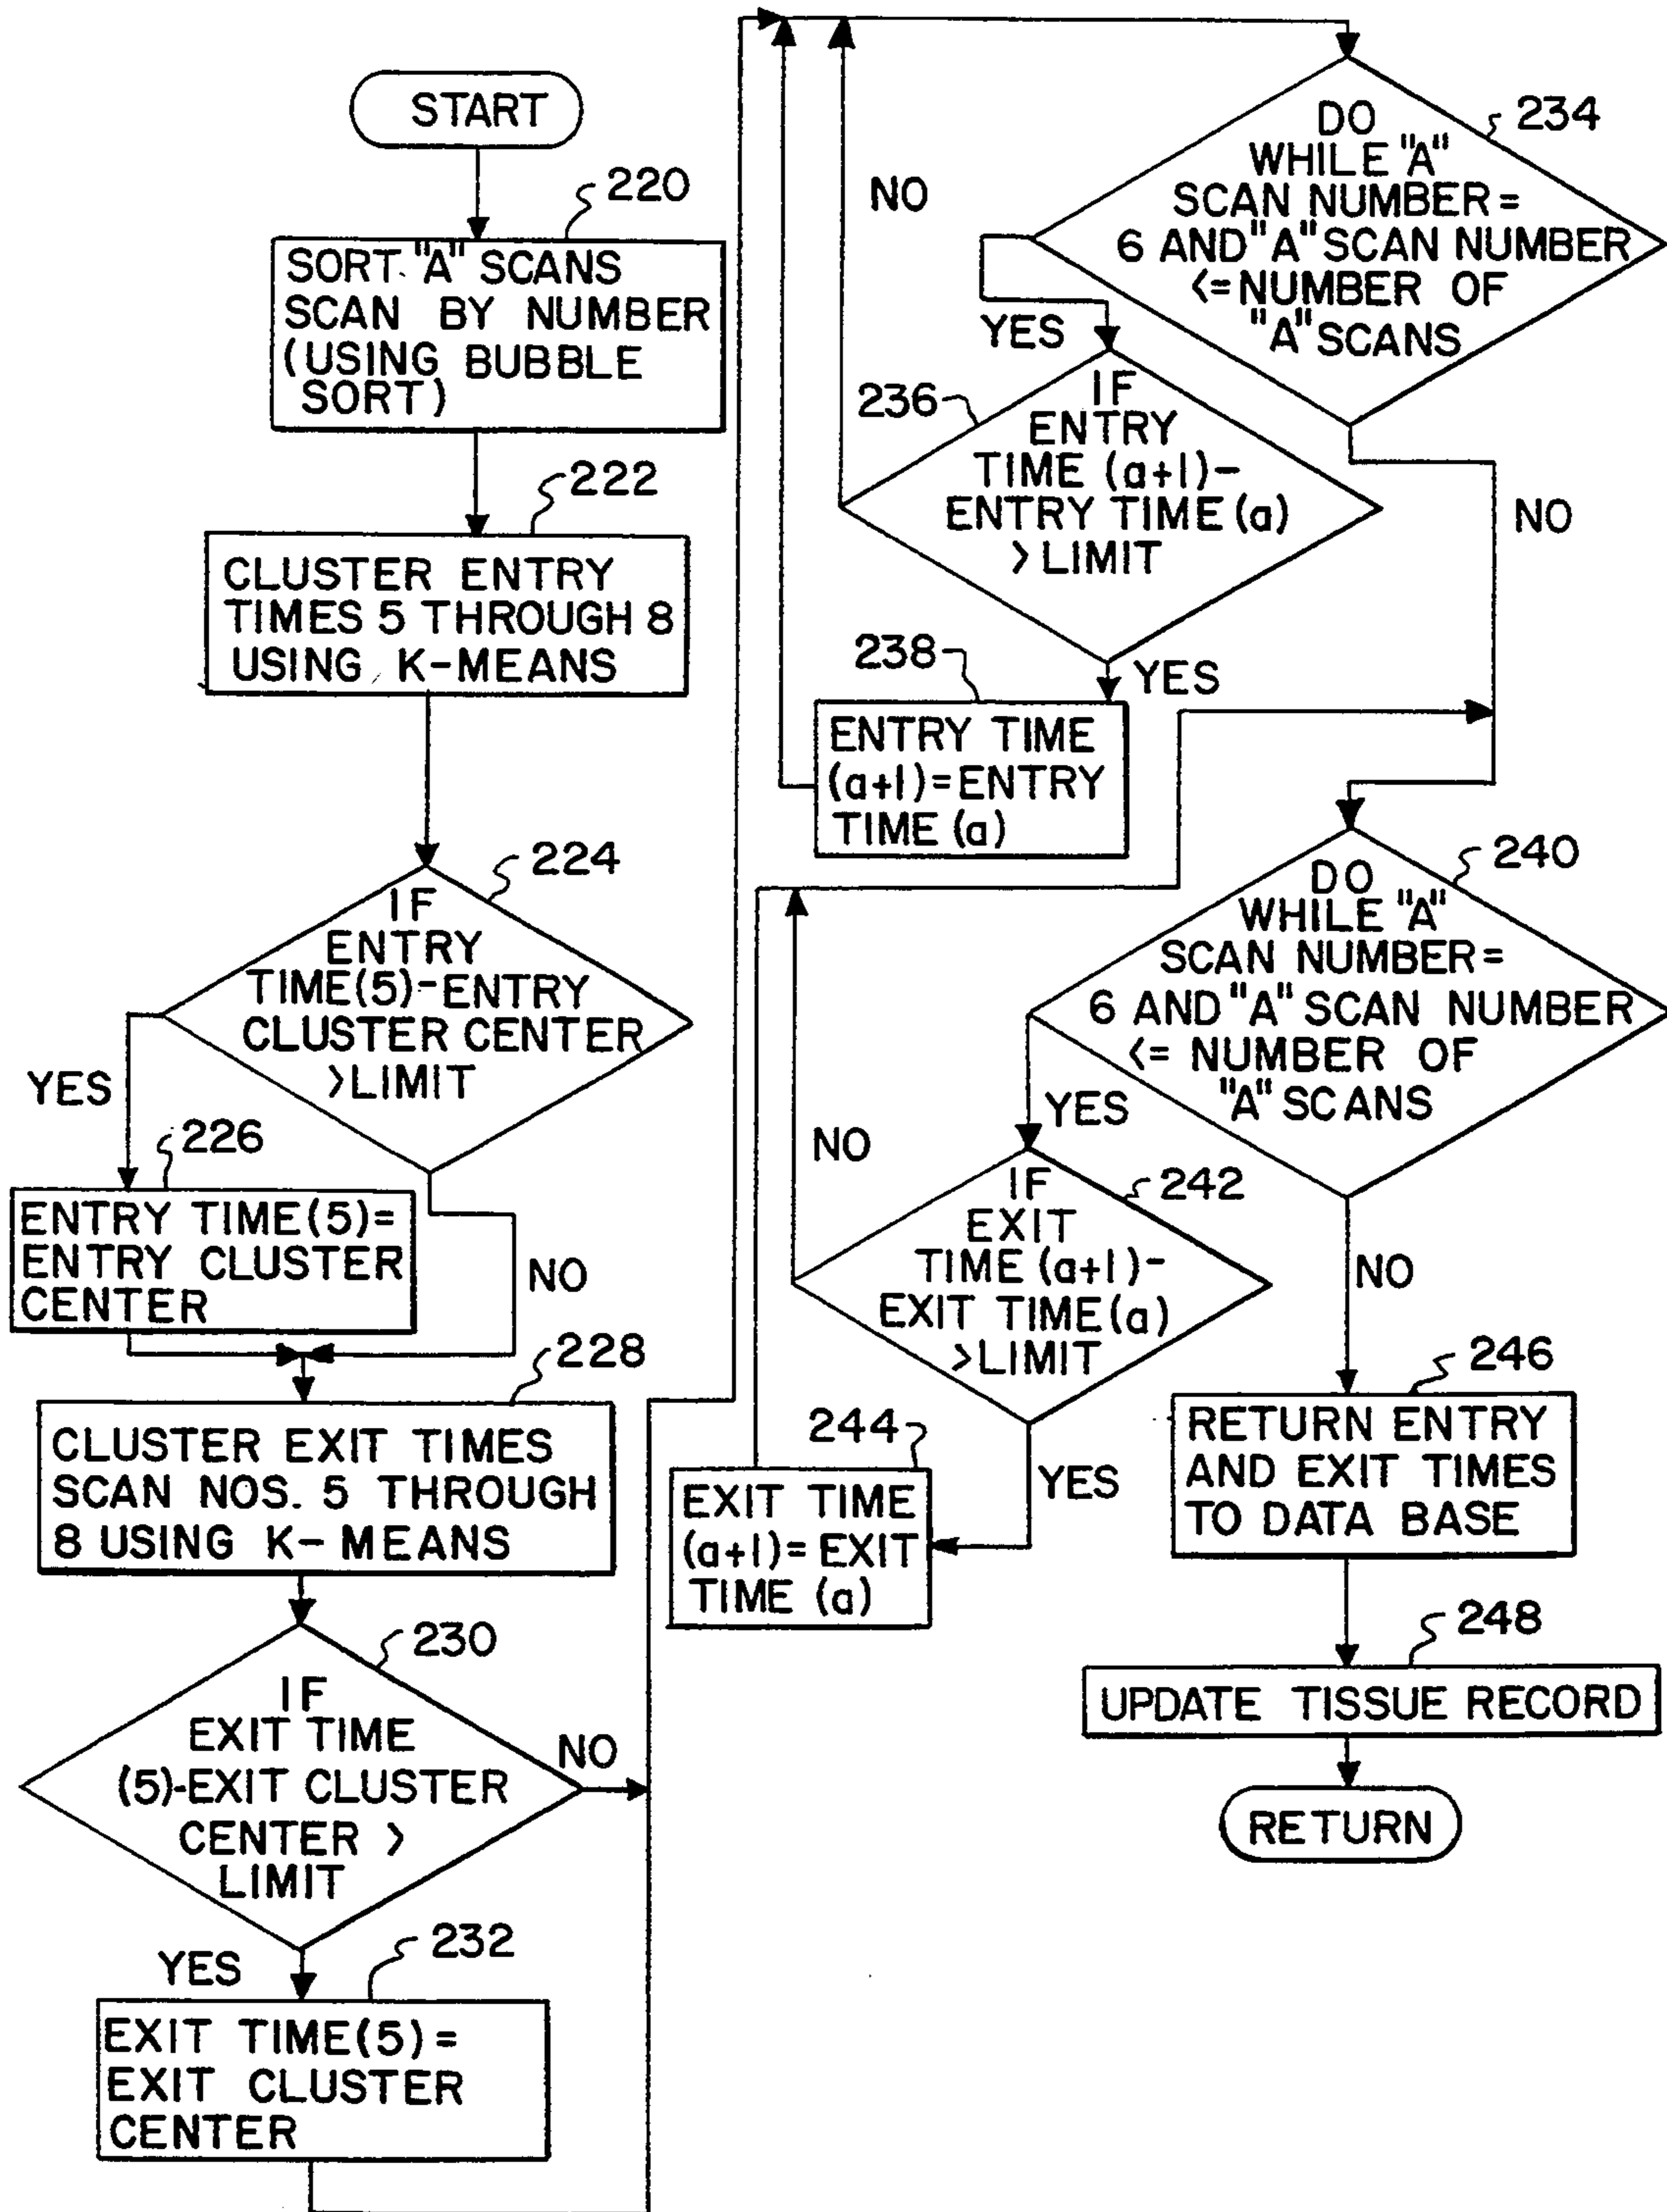 START
220
SORT "A" SCANS
SCAN BY NUMBER
(USING BUBBLE
SORT)
222
CLUSTER ENTRY
TIMES 5 THROUGH 8
USING K-MEANS
224
IF
ENTRY
TIME(5)-ENTRY
CLUSTER CENTER
>LIMIT
YES
NO
226
ENTRY TIME(5)=
ENTRY CLUSTER
CENTER
228
CLUSTER EXIT TIMES
SCAN NOS. 5 THROUGH
8 USING K-MEANS
230
IF
EXIT TIME
(5)-EXIT CLUSTER
CENTER >
LIMIT
NO
YES
232
EXIT TIME(5)=
EXIT CLUSTER
CENTER
234
DO
WHILE "A"
SCAN NUMBER=
6 AND "A" SCAN NUMBER
<=NUMBER OF
"A" SCANS
NO
YES
NO
236
IF
ENTRY
TIME (a+1)-
ENTRY TIME(a)
>LIMIT
YES
238
ENTRY TIME
(a+1)=ENTRY
TIME (a)
240
DO
WHILE "A"
SCAN NUMBER=
6 AND "A" SCAN NUMBER
<= NUMBER OF
"A" SCANS
YES
NO
NO
242
IF
EXIT
TIME (a+1)-
EXIT TIME(a)
>LIMIT
YES
244
EXIT TIME
(a+1)= EXIT
TIME (a)
246
RETURN ENTRY
AND EXIT TIMES
TO DATA BASE
248
UPDATE TISSUE RECORD
RETURN